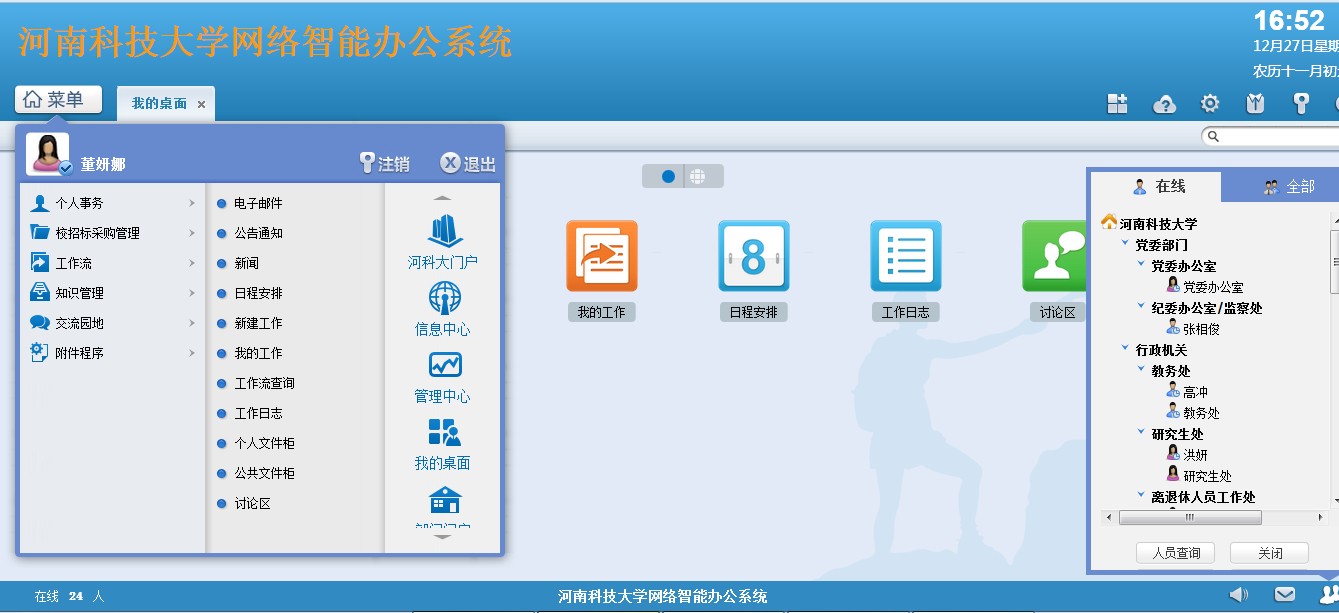 河南科技大学网络智能办公系统
16:52
12月27日星期
农历十一月初
菜单
我的桌面
董妍娜
注销
退出
个人事务
校招标采购管理
工作流
知识管理
交流园地
附件程序
电子邮件
公告通知
新闻
日程安排
新建工作
我的工作
工作流查询
工作日志
个人文件柜
公共文件柜
讨论区
河科大门户
信息中心
管理中心
我的桌面
部门门户
8
我的工作
日程安排
工作日志
讨论区
在线
全部
河南科技大学
党委部门
党委办公室
党委办公室
纪委办公室/监察处
张相俊
行政机关
教务处
高冲
教务处
研究生处
洪妍
研究生处
离退休人员工作处
人员查询
关闭
在线 24 人
河南科技大学网络智能办公系统